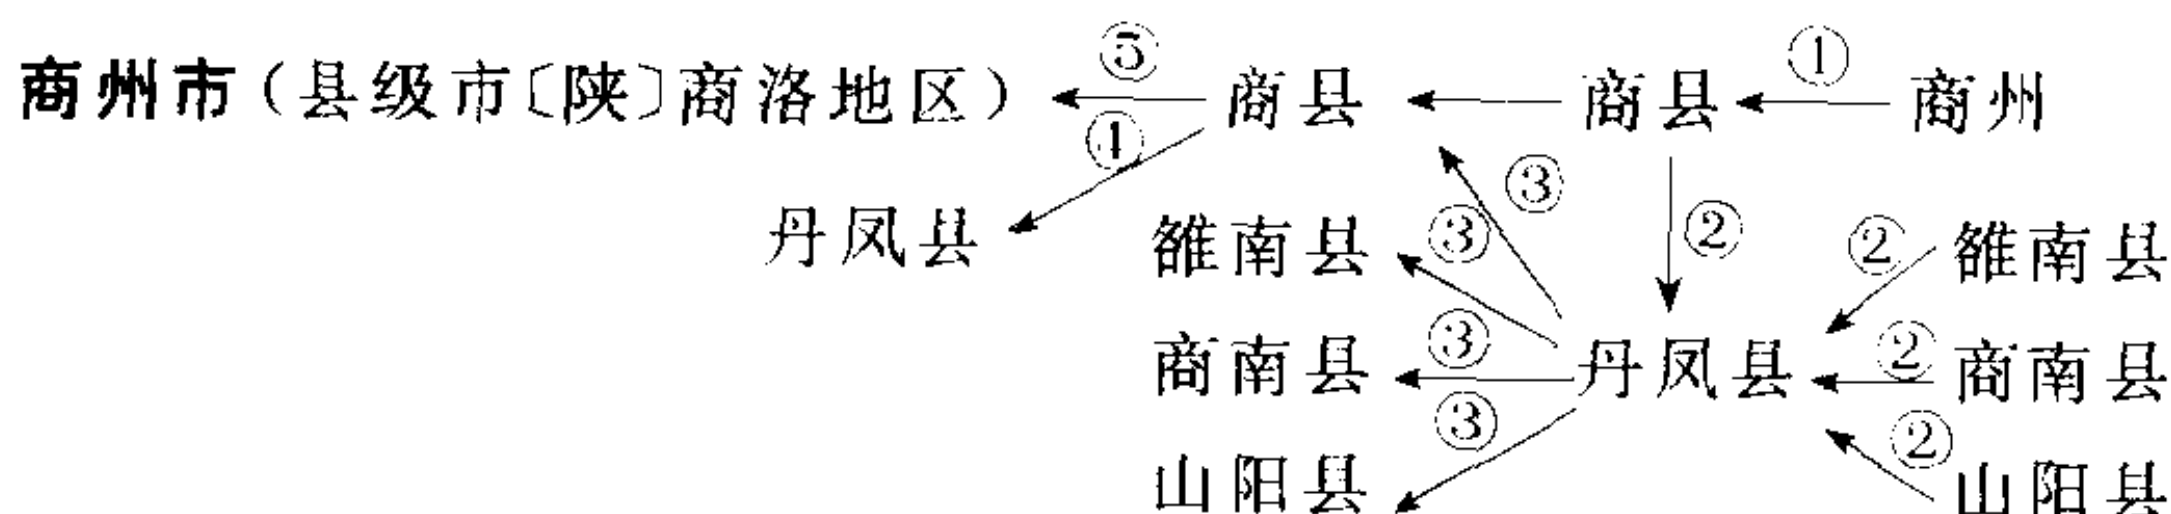 商州市（县级市〔陕〕商洛地区） ⑤ 商县 商县 ① 商州
④ ③
丹凤县 雒南县 ③ ② ② 雒南县
商南县 ③ 丹凤县 ② 商南县
③ ②
山阳县 山阳县